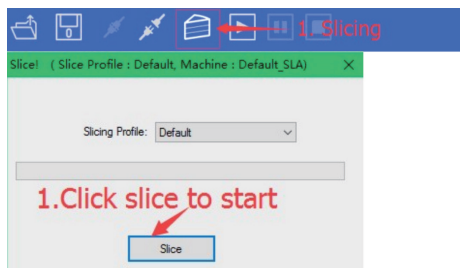 1. Slicing
Slice! ( Slice Profile : Default, Machine : Default_SLA)
Slicing Profile: Default
1.Click slice to start
Slice